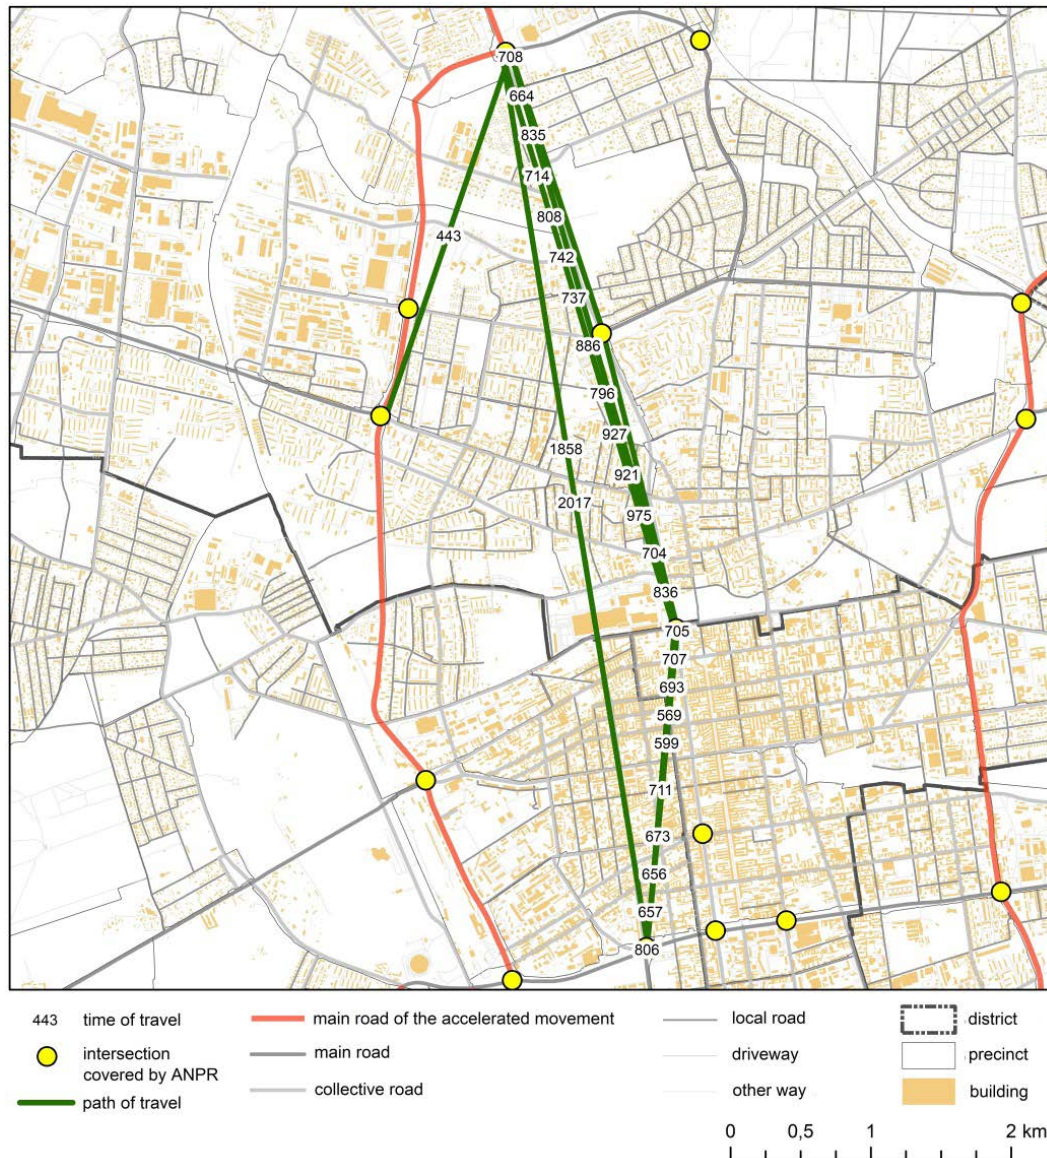 708
664
835
714
443
808
742
737
886
796
927
1858
921
2017
975
704
836
705
707
693
569
599
711
673
656
657
806
443 time of travel
intersection
covered by ANPR
path of travel
main road of the accelerated movement
main road
collective road
local road
driveway
other way
district
precinct
building
0 0,5 1 2 km